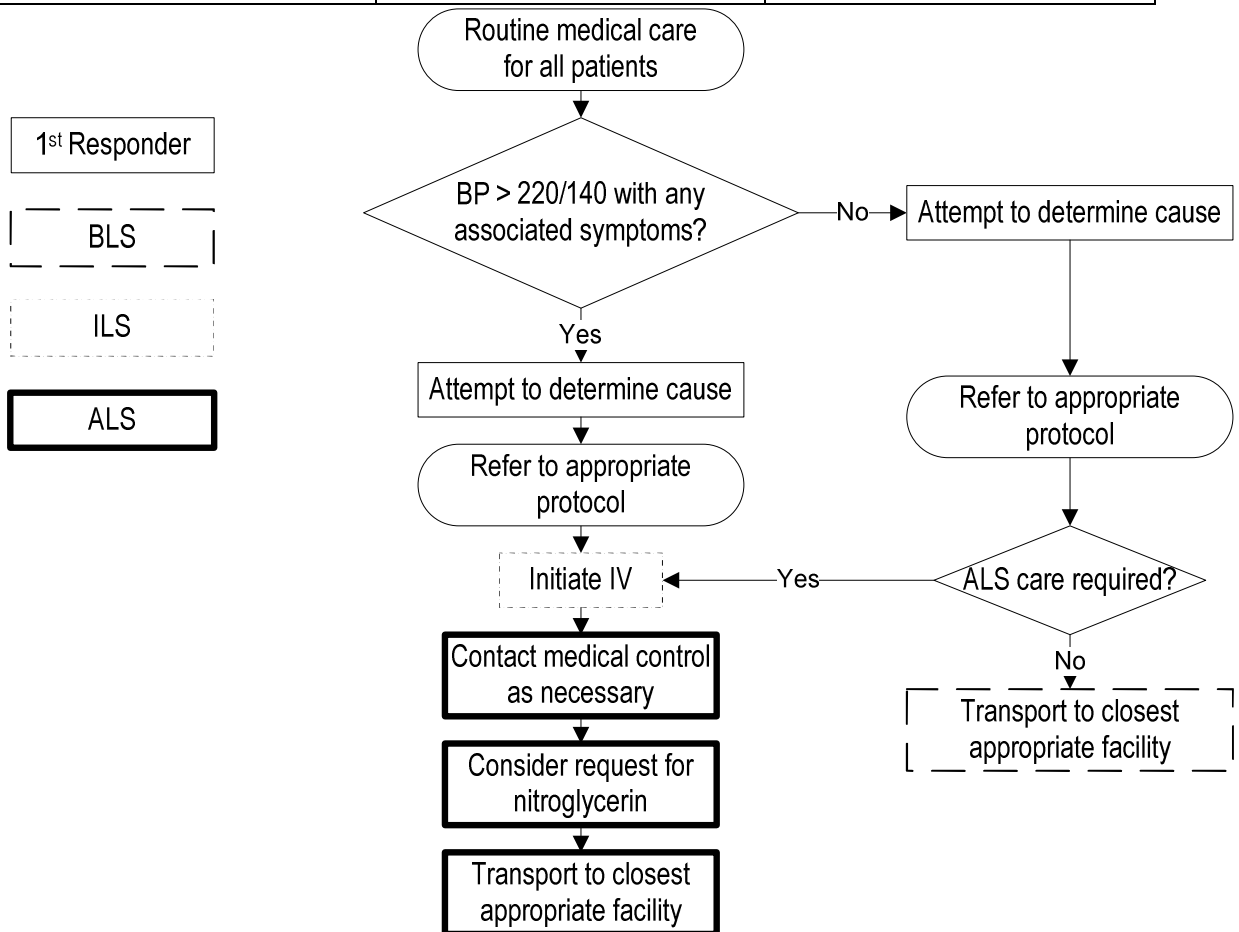 Routine medical care
for all patients
1st Responder
BLS
ILS
ALS
BP > 220/140 with any
associated symptoms?
No
Attempt to determine cause
Yes
Attempt to determine cause
Refer to appropriate
protocol
Refer to appropriate
protocol
Initiate IV
Yes
ALS care required?
No
Contact medical control
as necessary
Transport to closest
appropriate facility
Consider request for
nitroglycerin
Transport to closest
appropriate facility